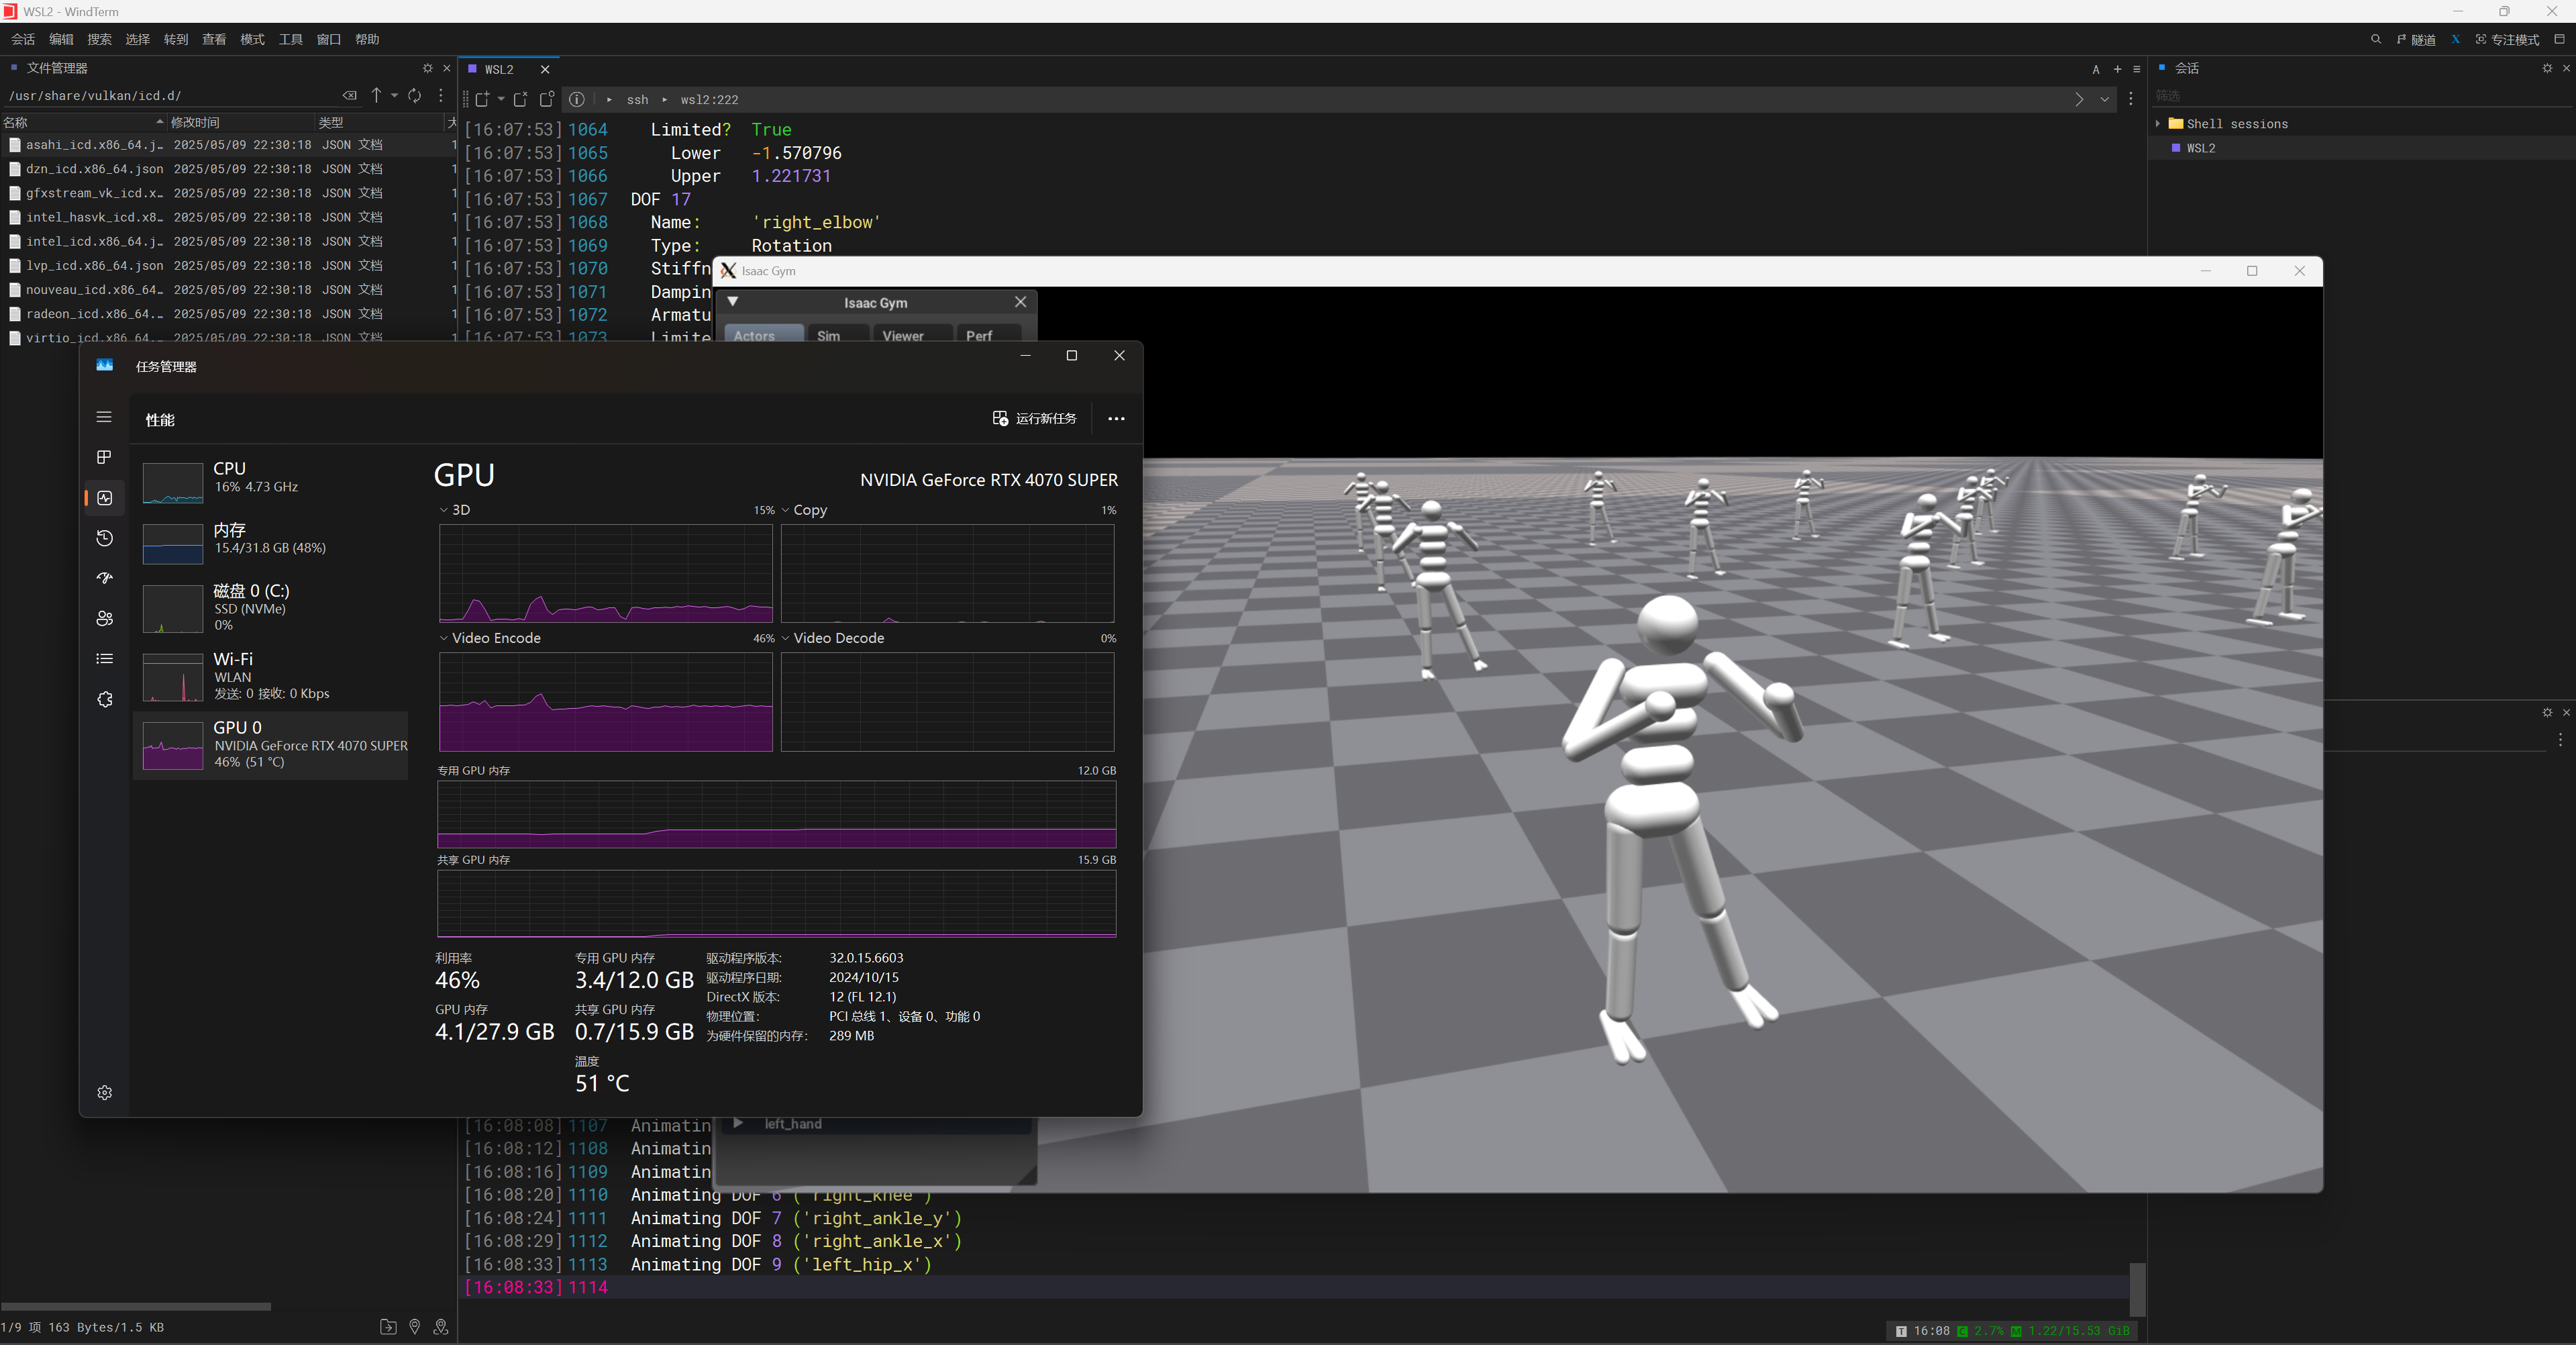 WSL2 - WindTerm
会话 编辑 搜索 选择 转到 查看 模式 工具 窗口 帮助
隧道 X 专注模式
文件管理器
/usr/share/vulkan/icd.d/
名称 修改时间 类型 大
asahi_icd.x86_64.j… 2025/05/09 22:30:18 JSON 文档 1
dzn_icd.x86_64.json 2025/05/09 22:30:18 JSON 文档 1
gfxstream_vk_icd.x… 2025/05/09 22:30:18 JSON 文档 1
intel_hasvk_icd.x8… 2025/05/09 22:30:18 JSON 文档 1
intel_icd.x86_64.j… 2025/05/09 22:30:18 JSON 文档 1
lvp_icd.x86_64.json 2025/05/09 22:30:18 JSON 文档 1
nouveau_icd.x86_64… 2025/05/09 22:30:18 JSON 文档 1
radeon_icd.x86_64.… 2025/05/09 22:30:18 JSON 文档 1
virtio_icd.x86_64.… 2025/05/09 22:30:18 JSON 文档 1
1/9 项 163 Bytes/1.5 KB
WSL2
A + ≡
ssh wsl2:222
[16:07:53] 1064 Limited? True
[16:07:53] 1065 Lower -1.570796
[16:07:53] 1066 Upper 1.221731
[16:07:53] 1067 DOF 17
[16:07:53] 1068 Name: 'right_elbow'
[16:07:53] 1069 Type: Rotation
[16:07:53] 1070 Stiffn
[16:07:53] 1071 Dampin
[16:07:53] 1072 Armatu
[16:07:53] 1073 Limite
[16:08:08] 1107 Animatin
[16:08:12] 1108 Animatin
[16:08:16] 1109 Animatin
[16:08:20] 1110 Animating DOF 6 ('right_knee')
[16:08:24] 1111 Animating DOF 7 ('right_ankle_y')
[16:08:29] 1112 Animating DOF 8 ('right_ankle_x')
[16:08:33] 1113 Animating DOF 9 ('left_hip_x')
[16:08:33] 1114
T 16:08 C 2.7% M 1.22/15.53 GiB
会话
筛选
Shell sessions
WSL2
Isaac Gym
Isaac Gym
Actors Sim Viewer Perf
left_hand
任务管理器
性能
运行新任务
CPU
16% 4.73 GHz
内存
15.4/31.8 GB (48%)
磁盘 0 (C:)
SSD (NVMe)
0%
Wi-Fi
WLAN
发送: 0 接收: 0 Kbps
GPU 0
NVIDIA GeForce RTX 4070 SUPER
46% (51 °C)
GPU
NVIDIA GeForce RTX 4070 SUPER
3D 15%
Copy 1%
Video Encode 46%
Video Decode 0%
专用 GPU 内存 12.0 GB
共享 GPU 内存 15.9 GB
利用率
46%
专用 GPU 内存
3.4/12.0 GB
GPU 内存
4.1/27.9 GB
共享 GPU 内存
0.7/15.9 GB
温度
51 °C
驱动程序版本: 32.0.15.6603
驱动程序日期: 2024/10/15
DirectX 版本: 12 (FL 12.1)
物理位置: PCI 总线 1、设备 0、功能 0
为硬件保留的内存: 289 MB